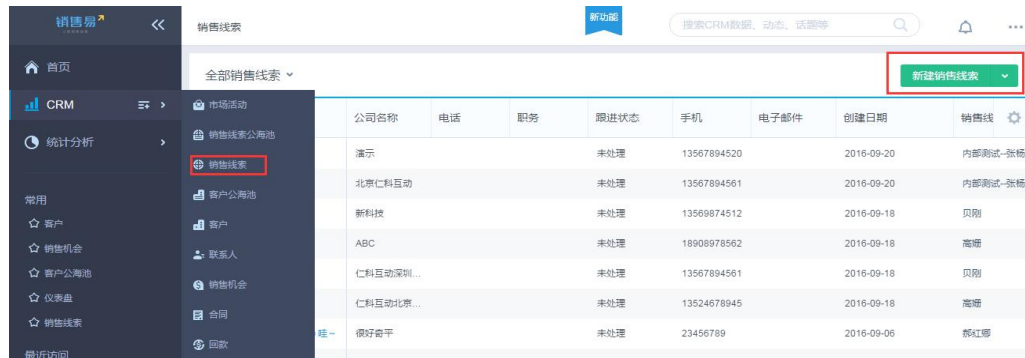 销售易
销售线索
新功能
搜索CRM数据、动态、话题等
首页
全部销售线索
新建销售线索
CRM
统计分析
常用
客户
销售机会
客户公海池
仪表盘
销售线索
最近访问
市场活动
销售线索公海池
销售线索
客户公海池
客户
联系人
销售机会
合同
回款
公司名称 电话 职务 跟进状态 手机 电子邮件 创建日期 销售线
演示 未处理 13567894520 2016-09-20 内部测试--张杨
北京仁科互动 未处理 13567894561 2016-09-20 内部测试--张杨
新科技 未处理 13569874512 2016-09-18 贝刚
ABC 未处理 18908978562 2016-09-18 高姗
仁科互动深圳... 未处理 13567894561 2016-09-18 贝刚
仁科互动北京... 未处理 13524678945 2016-09-18 高姗
哇~ 很好奇平 未处理 23456789 2016-09-06 郝红卿